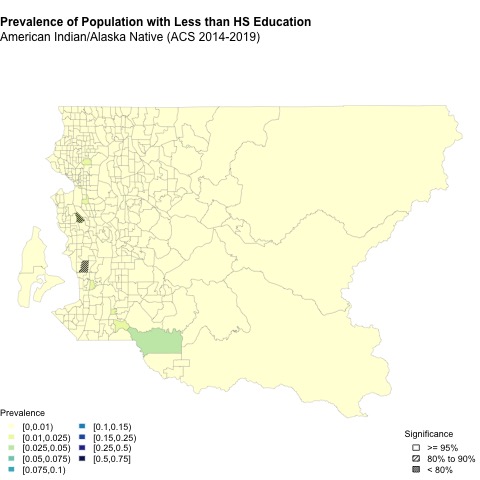 Prevalence of Population with Less than HS Education
American Indian/Alaska Native (ACS 2014-2019)
Prevalence
[0,0.01)
[0.01,0.025)
[0.025,0.05)
[0.05,0.075)
[0.075,0.1)
[0.1,0.15)
[0.15,0.25)
[0.25,0.5)
[0.5,0.75]
Significance
>= 95%
80% to 90%
< 80%